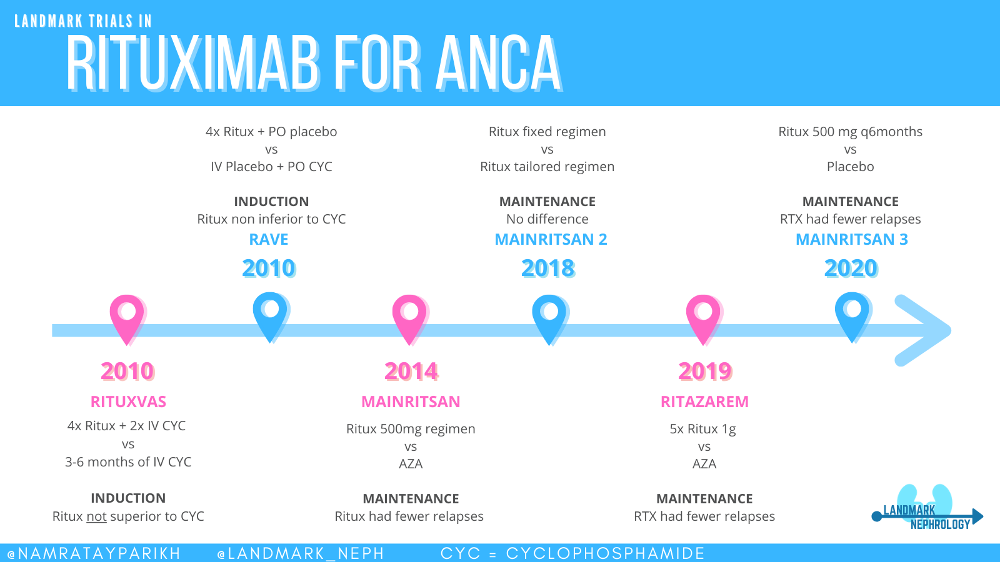 LANDMARK TRIALS IN
RITUXIMAB FOR ANCA
4x Ritux + PO placebo
vs
IV Placebo + PO CYC
INDUCTION
Ritux non inferior to CYC
RAVE
2010
Ritux fixed regimen
vs
Ritux tailored regimen
MAINTENANCE
No difference
MAINRITSAN 2
2018
Ritux 500 mg q6months
vs
Placebo
MAINTENANCE
RTX had fewer relapses
MAINRITSAN 3
2020
2010
RITUXVAS
4x Ritux + 2x IV CYC
vs
3-6 months of IV CYC
INDUCTION
Ritux not superior to CYC
2014
MAINRITSAN
Ritux 500mg regimen
vs
AZA
MAINTENANCE
Ritux had fewer relapses
2019
RITAZAREM
5x Ritux 1g
vs
AZA
MAINTENANCE
RTX had fewer relapses
LANDMARK
NEPHROLOGY
@NAMRATAYPARIKH @LANDMARK_NEPH CYC = CYCLOPHOSPHAMIDE